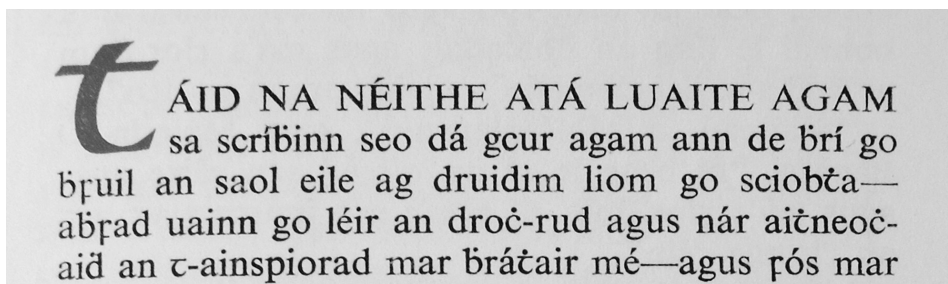 TÁID NA NÉITHE ATÁ LUAITE AGAM
sa scríḃinn seo dá gcur agam ann de ḃrí go
ḃfuil an saol eile ag druidim liom go sciobṫa—
aḃfad uainn go léir an droċ-rud agus nár aiṫneoċ-
aiḋ an t-ainspiorad mar ḃráṫair mé—agus fós mar